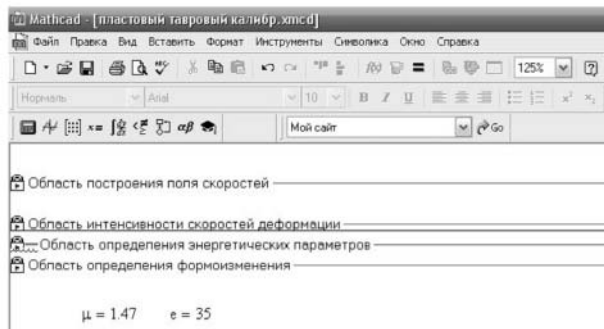 Mathcad - [пластовый тавровый калибр.xmcd]
Файл Правка Вид Вставить Формат Инструменты Символика Окно Справка
125%
Нормаль Arial 10 B I U
Мой сайт Go
Область построения поля скоростей
Область интенсивности скоростей деформации
Область определения энергетических параметров
Область определения формоизменения
μ = 1.47 e = 35